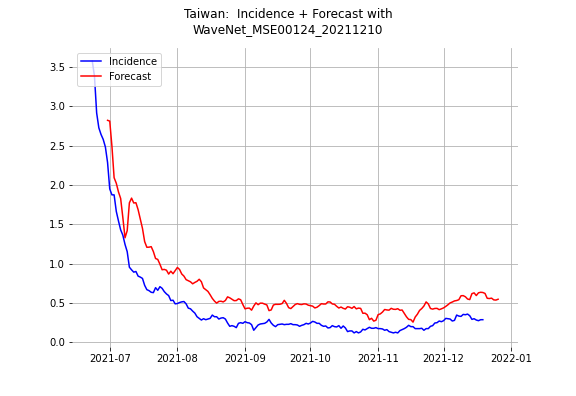 Taiwan:  Incidence + Forecast with
WaveNet_MSE00124_20211210
Incidence
Forecast
3.5
3.0
2.5
2.0
1.5
1.0
0.5
0.0
2021-07 2021-08 2021-09 2021-10 2021-11 2021-12 2022-01